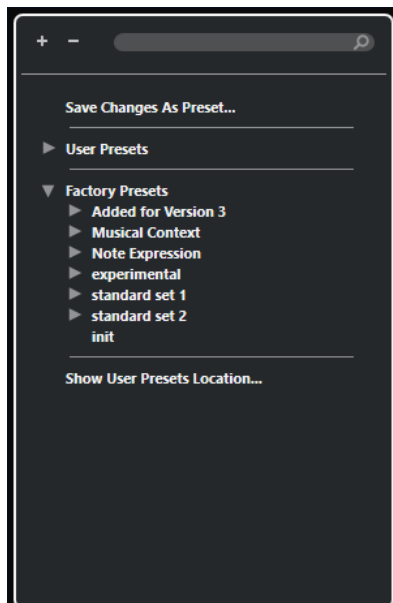 Save Changes As Preset...
User Presets
Factory Presets
Added for Version 3
Musical Context
Note Expression
experimental
standard set 1
standard set 2
init
Show User Presets Location...